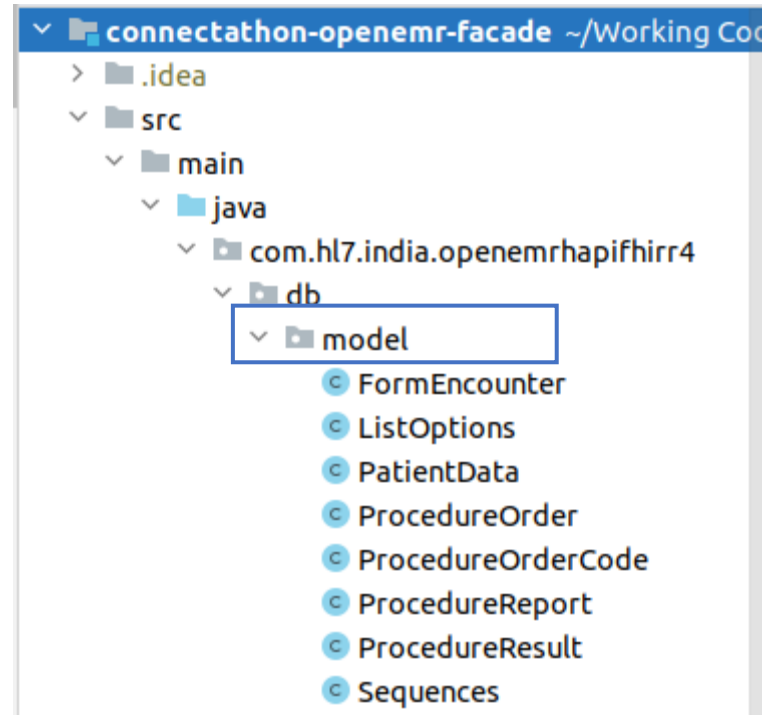 connectathon-openemr-facade ~/Working Coc
.idea
src
main
java
com.hl7.india.openemrhapifhirr4
db
model
C FormEncounter
C ListOptions
C PatientData
C ProcedureOrder
C ProcedureOrderCode
C ProcedureReport
C ProcedureResult
C Sequences